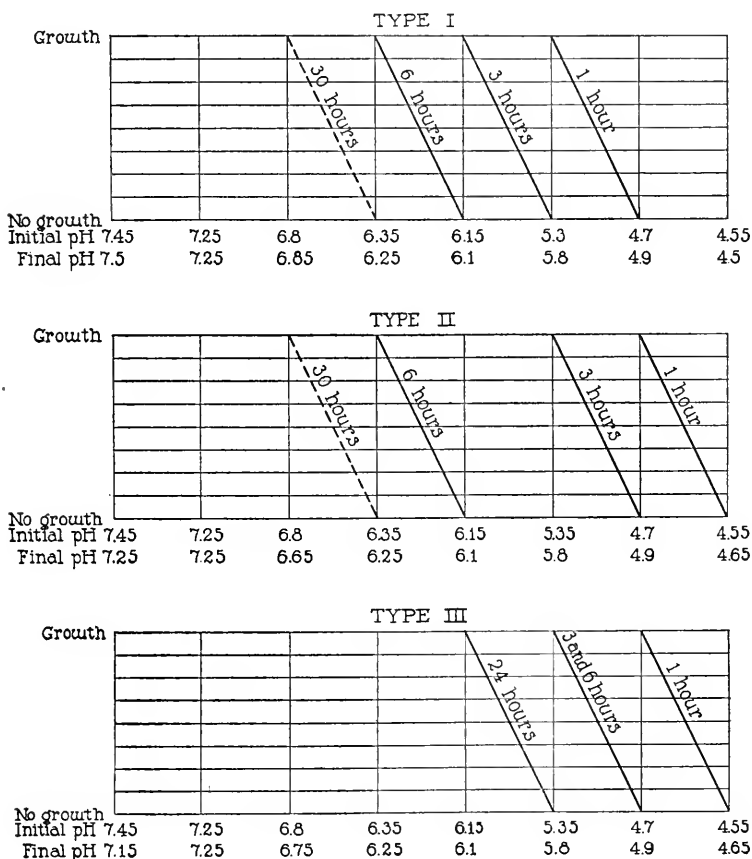 TYPE I
Growth
30 hours
6 hours
3 hours
1 hour
No growth
Initial pH 7.45 7.25 6.8 6.35 6.15 5.3 4.7 4.55
Final pH 7.5 7.25 6.85 6.25 6.1 5.8 4.9 4.5
TYPE II
Growth
30 hours
6 hours
3 hours
1 hour
No growth
Initial pH 7.45 7.25 6.8 6.35 6.15 5.35 4.7 4.55
Final pH 7.25 7.25 6.65 6.25 6.1 5.8 4.9 4.65
TYPE III
Growth
24 hours
3 and 6 hours
1 hour
No growth
Initial pH 7.45 7.25 6.8 6.35 6.15 5.35 4.7 4.55
Final pH 7.15 7.25 6.75 6.25 6.1 5.8 4.9 4.65